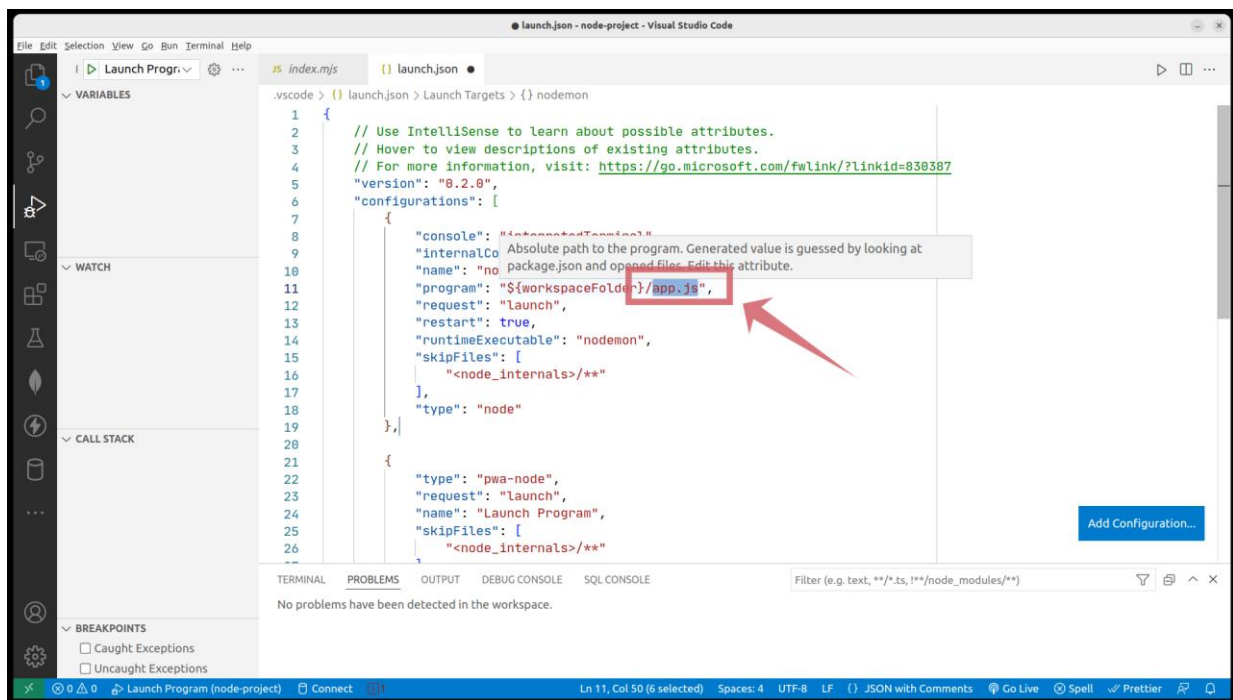 launch.json - node-project - Visual Studio Code
File Edit Selection View Go Run Terminal Help
Launch Progr
JS index.mjs
{} launch.json
VARIABLES
.vscode > {} launch.json > Launch Targets > {} nodemon
1 {
2 // Use IntelliSense to learn about possible attributes.
3 // Hover to view descriptions of existing attributes.
4 // For more information, visit: https://go.microsoft.com/fwlink/?linkid=830387
5 "version": "0.2.0",
6 "configurations": [
7 {
8 "console":
Absolute path to the program. Generated value is guessed by looking at
9 "internalCo
package.json and opened files. Edit this attribute.
WATCH
10 "name": "no
11 "program": "${workspaceFolder}/app.js",
12 "request": "launch",
13 "restart": true,
14 "runtimeExecutable": "nodemon",
15 "skipFiles": [
16 "<node_internals>/**"
17 ],
18 "type": "node"
19 },
CALL STACK
20
21 {
22 "type": "pwa-node",
23 "request": "launch",
24 "name": "Launch Program",
25 "skipFiles": [
26 "<node_internals>/**"
Add Configuration...
TERMINAL PROBLEMS OUTPUT DEBUG CONSOLE SQL CONSOLE
Filter (e.g. text, **/*.ts, !**/node_modules/**)
No problems have been detected in the workspace.
BREAKPOINTS
Caught Exceptions
Uncaught Exceptions
0 0 Launch Program (node-project) Connect
Ln 11, Col 50 (6 selected) Spaces: 4 UTF-8 LF {} JSON with Comments Go Live Spell Prettier